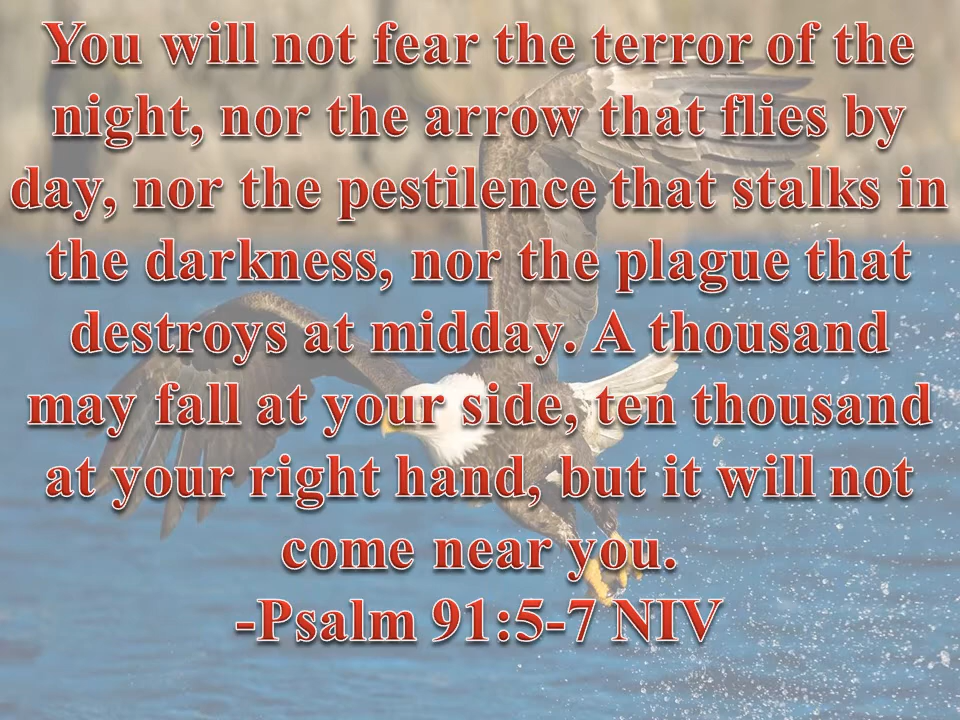 You will not fear the terror of the
night, nor the arrow that flies by
day, nor the pestilence that stalks in
the darkness, nor the plague that
destroys at midday. A thousand
may fall at your side, ten thousand
at your right hand, but it will not
come near you.
-Psalm 91:5-7 NIV